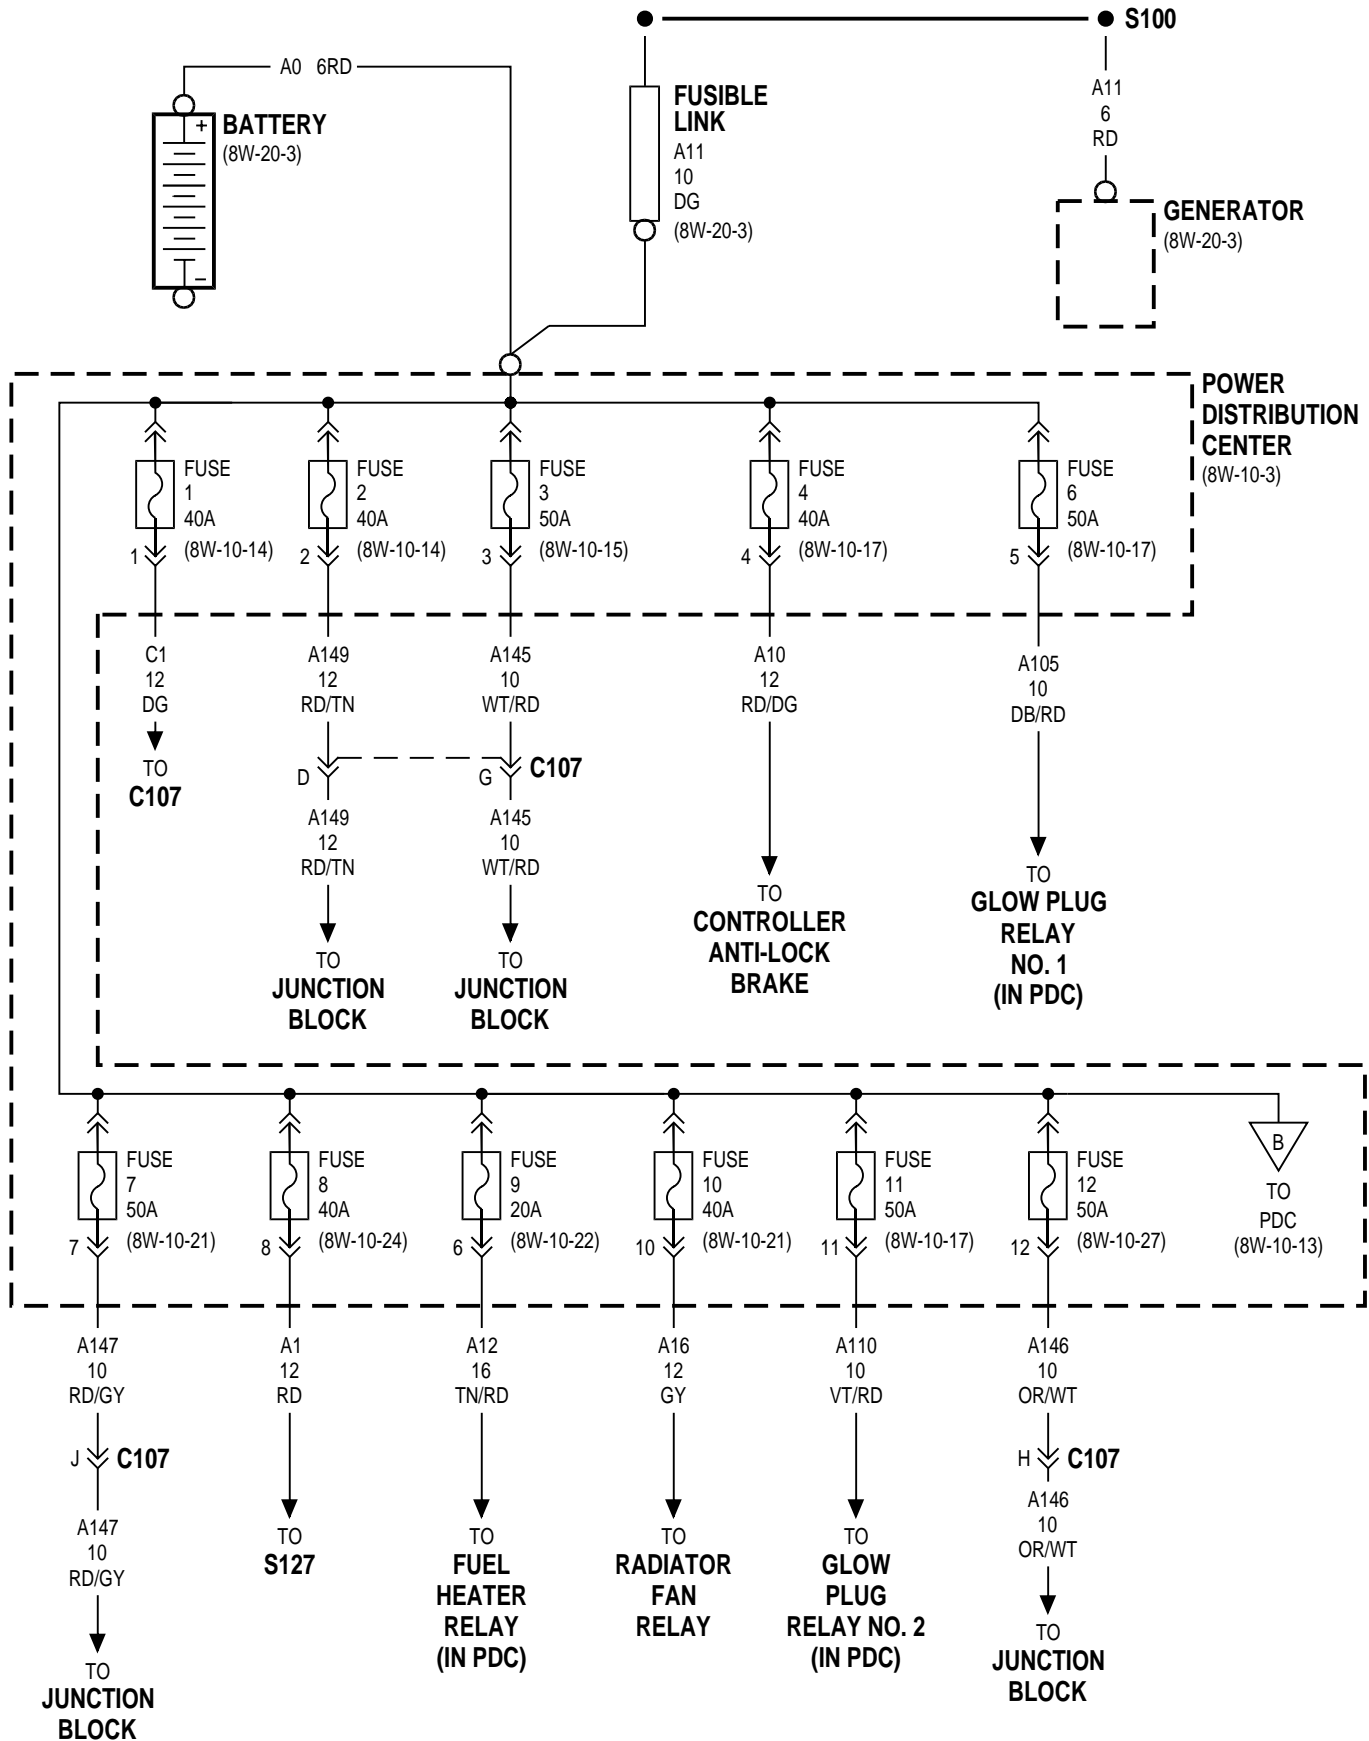 S100
A0 6RD
BATTERY
(8W-20-3)
+
−
FUSIBLE
LINK
A11
10
DG
(8W-20-3)
A11
6
RD
GENERATOR
(8W-20-3)
POWER
DISTRIBUTION
CENTER
(8W-10-3)
FUSE
1
40A
(8W-10-14)
1
FUSE
2
40A
(8W-10-14)
2
FUSE
3
50A
(8W-10-15)
3
FUSE
4
40A
(8W-10-17)
4
FUSE
6
50A
(8W-10-17)
5
C1
12
DG
TO
C107
A149
12
RD/TN
D
A149
12
RD/TN
TO
JUNCTION
BLOCK
A145
10
WT/RD
G
C107
A145
10
WT/RD
TO
JUNCTION
BLOCK
A10
12
RD/DG
TO
CONTROLLER
ANTI-LOCK
BRAKE
A105
10
DB/RD
TO
GLOW PLUG
RELAY
NO. 1
(IN PDC)
FUSE
7
50A
(8W-10-21)
7
FUSE
8
40A
(8W-10-24)
8
FUSE
9
20A
(8W-10-22)
6
FUSE
10
40A
(8W-10-21)
10
FUSE
11
50A
(8W-10-17)
11
FUSE
12
50A
(8W-10-27)
12
B
TO
PDC
(8W-10-13)
A147
10
RD/GY
J
C107
A147
10
RD/GY
TO
JUNCTION
BLOCK
A1
12
RD
TO
S127
A12
16
TN/RD
TO
FUEL
HEATER
RELAY
(IN PDC)
A16
12
GY
TO
RADIATOR
FAN
RELAY
A110
10
VT/RD
TO
GLOW
PLUG
RELAY NO. 2
(IN PDC)
A146
10
OR/WT
H
C107
A146
10
OR/WT
TO
JUNCTION
BLOCK